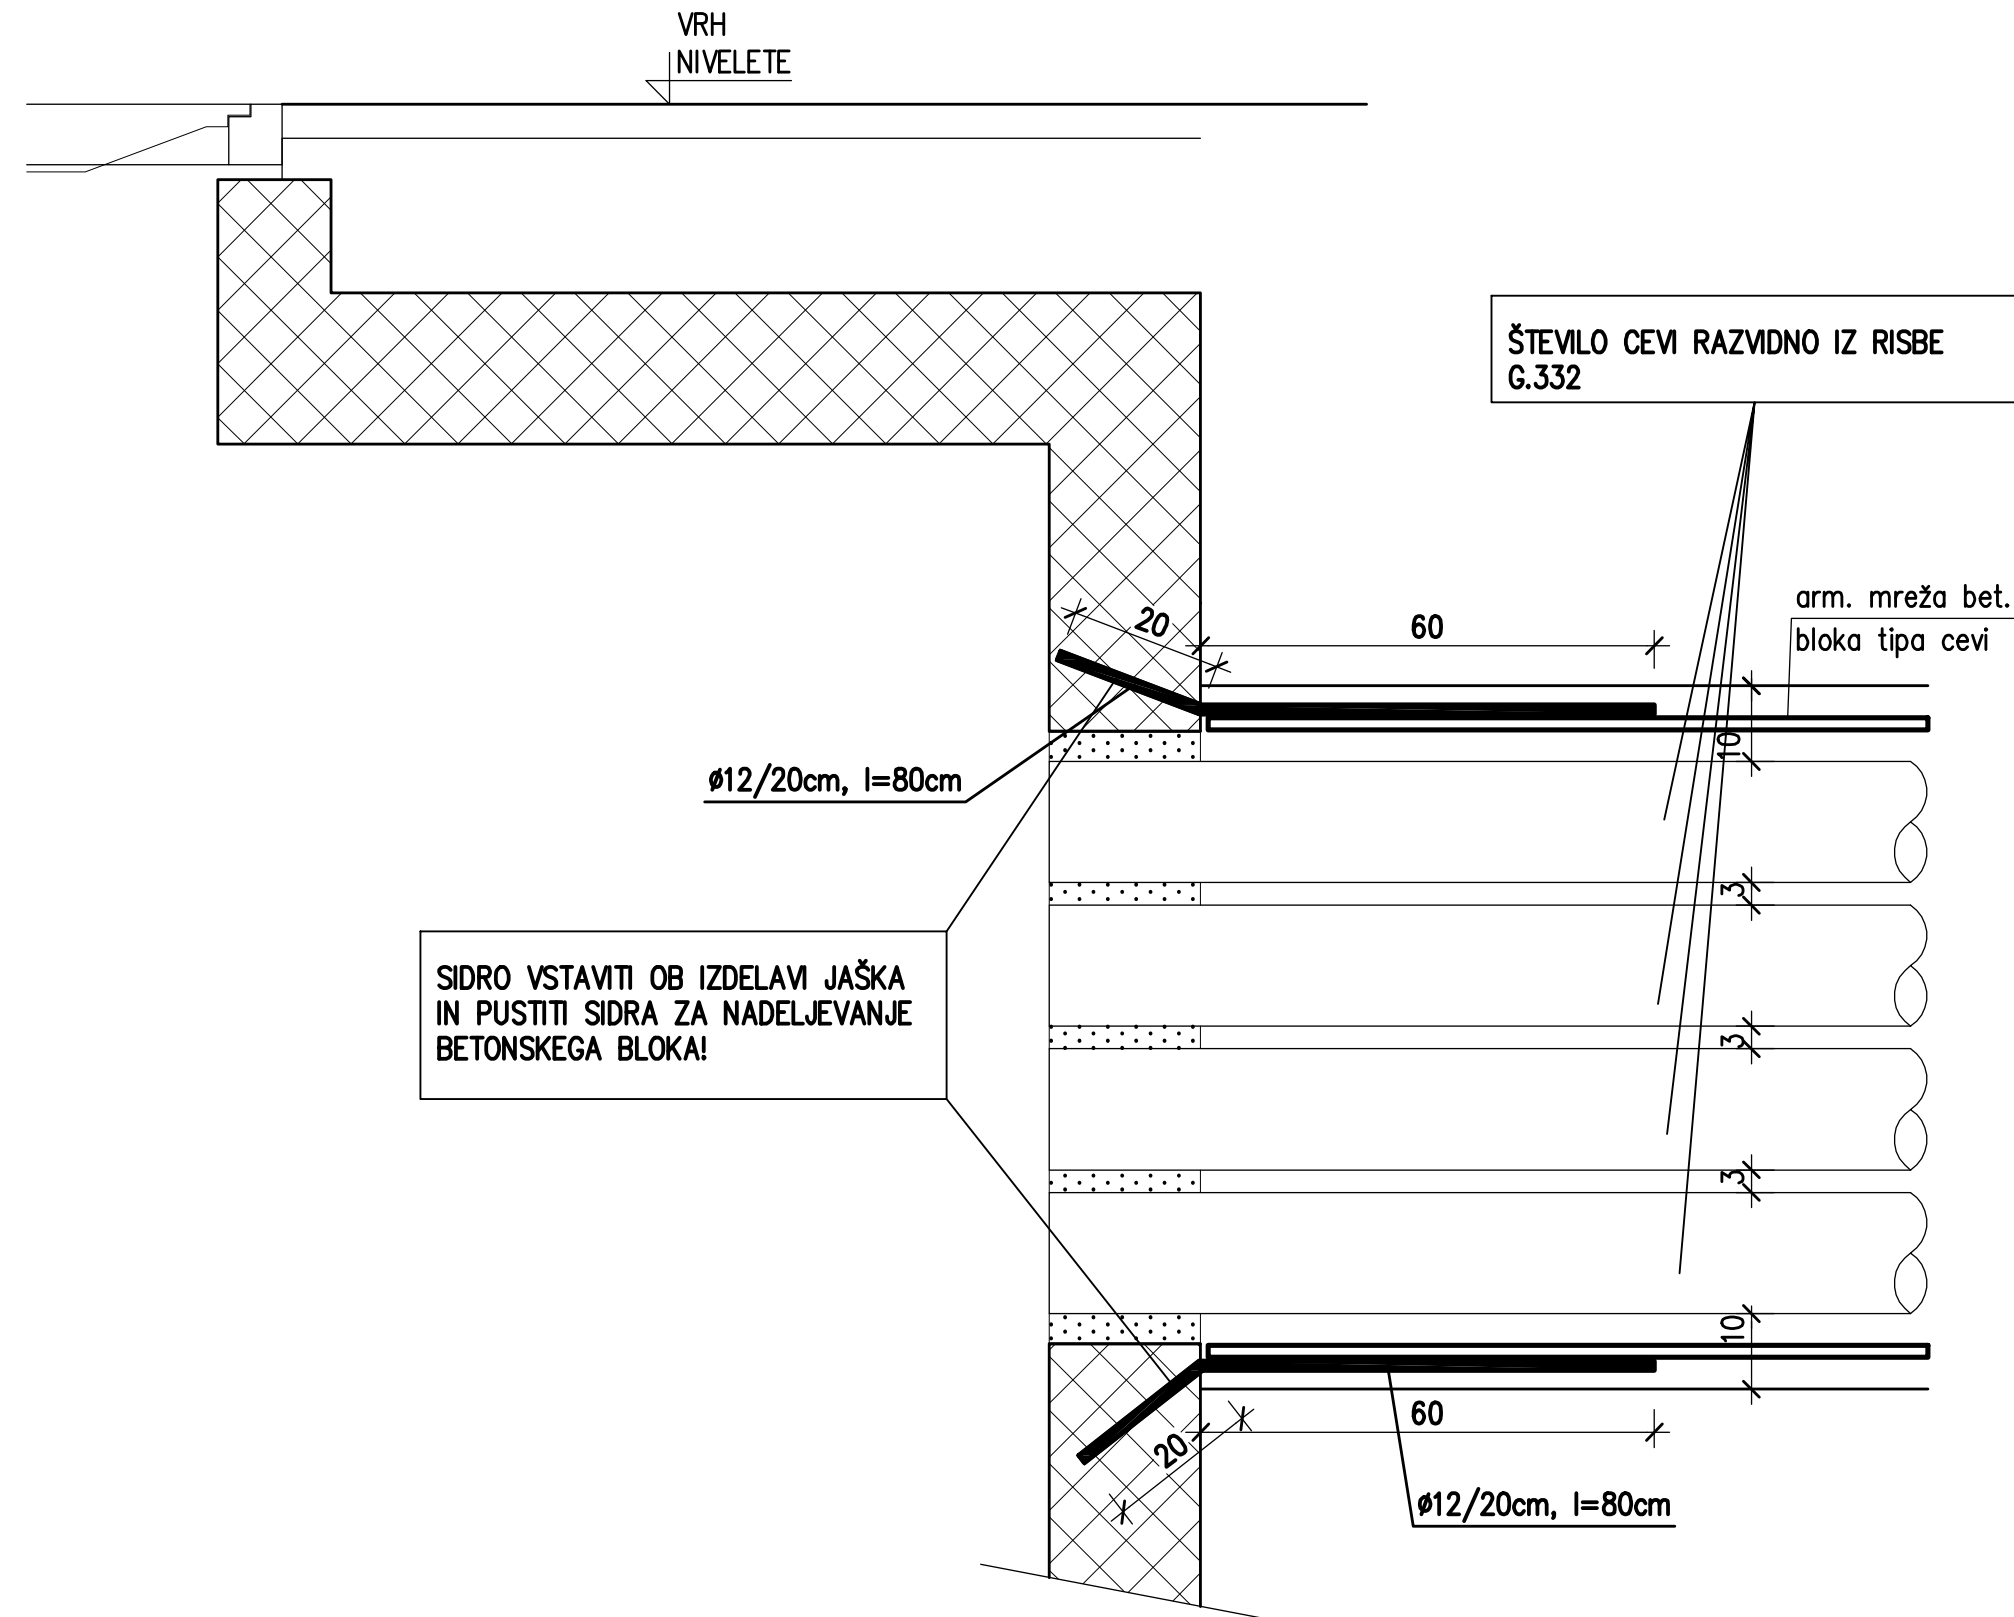 VRH
NIVELETE
ŠTEVILO CEVI RAZVIDNO IZ RISBE
G.332
arm. mreža bet.
bloka tipa cevi
20
60
10
ø12/20cm, l=80cm
3
SIDRO VSTAVITI OB IZDELAVI JAŠKA
IN PUSTITI SIDRA ZA NADELJEVANJE
BETONSKEGA BLOKA!
3
3
10
60
20
ø12/20cm, l=80cm